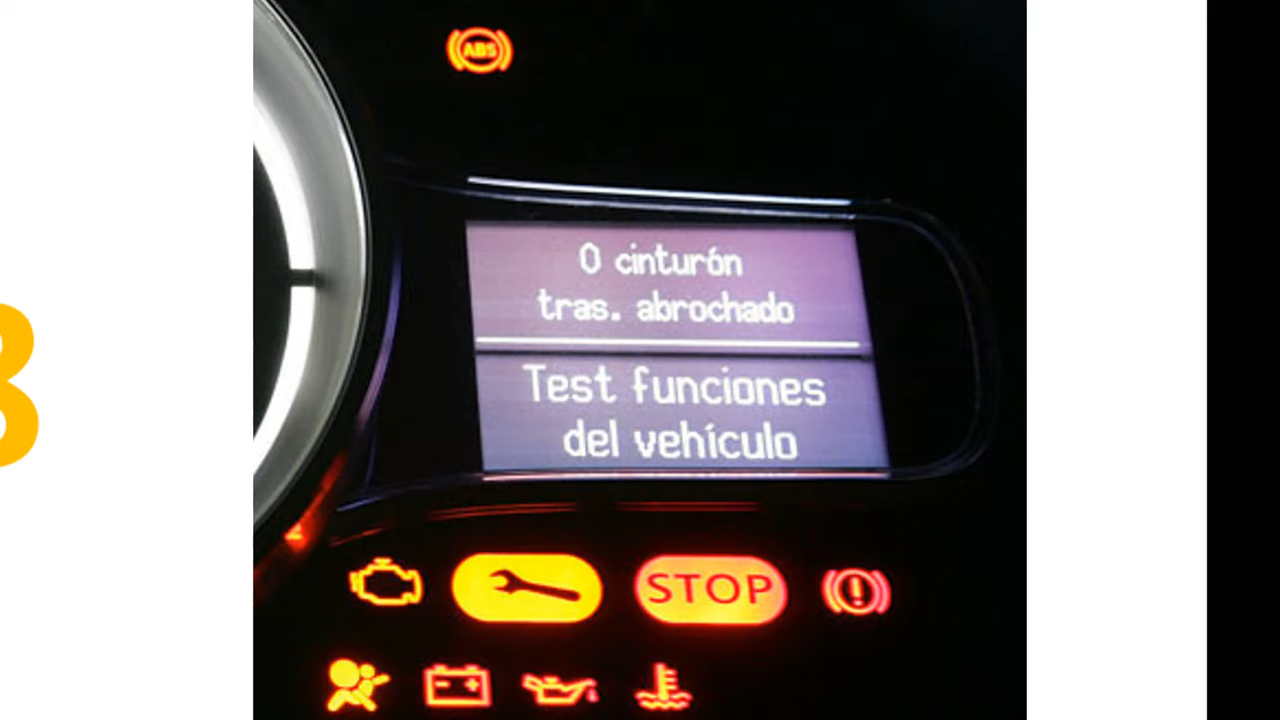 ABS
0 cinturón
tras. abrochado
Test funciones
del vehículo
STOP